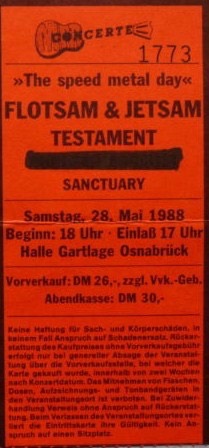 CONCERTE
1773
»The speed metal day«
FLOTSAM & JETSAM
TESTAMENT
SANCTUARY
Samstag, 28. Mai 1988
Beginn: 18 Uhr · Einlaß 17 Uhr
Halle Gartlage Osnabrück
Vorverkauf: DM 26,-, zzgl. Vvk.-Geb.
Abendkasse: DM 30,-
Keine Haftung für Sach- und Körperschäden, in
keinem Fall Anspruch auf Schadenersatz. Rücker-
stattung des Kaufpreises ohne Vorverkaufsgebühr
erfolgt nur bei genereller Absage der Veranstal-
tung über die Vorverkaufsstelle, bei welcher die
Karte gekauft wurde, innerhalb von zwei Wochen
nach Konzertdatum. Das Mitnehmen von Flaschen,
Dosen, Aufzeichnungs- und Tonbandgeräten in
den Veranstaltungsort ist verboten. Bei Zuwider-
handlung Verweis ohne Anspruch auf Rückerstat-
tung. Beim Verlassen des Veranstaltungsortes ver-
liert die Eintrittskarte ihre Gültigkeit. Kein An-
spruch auf einen Sitzplatz.